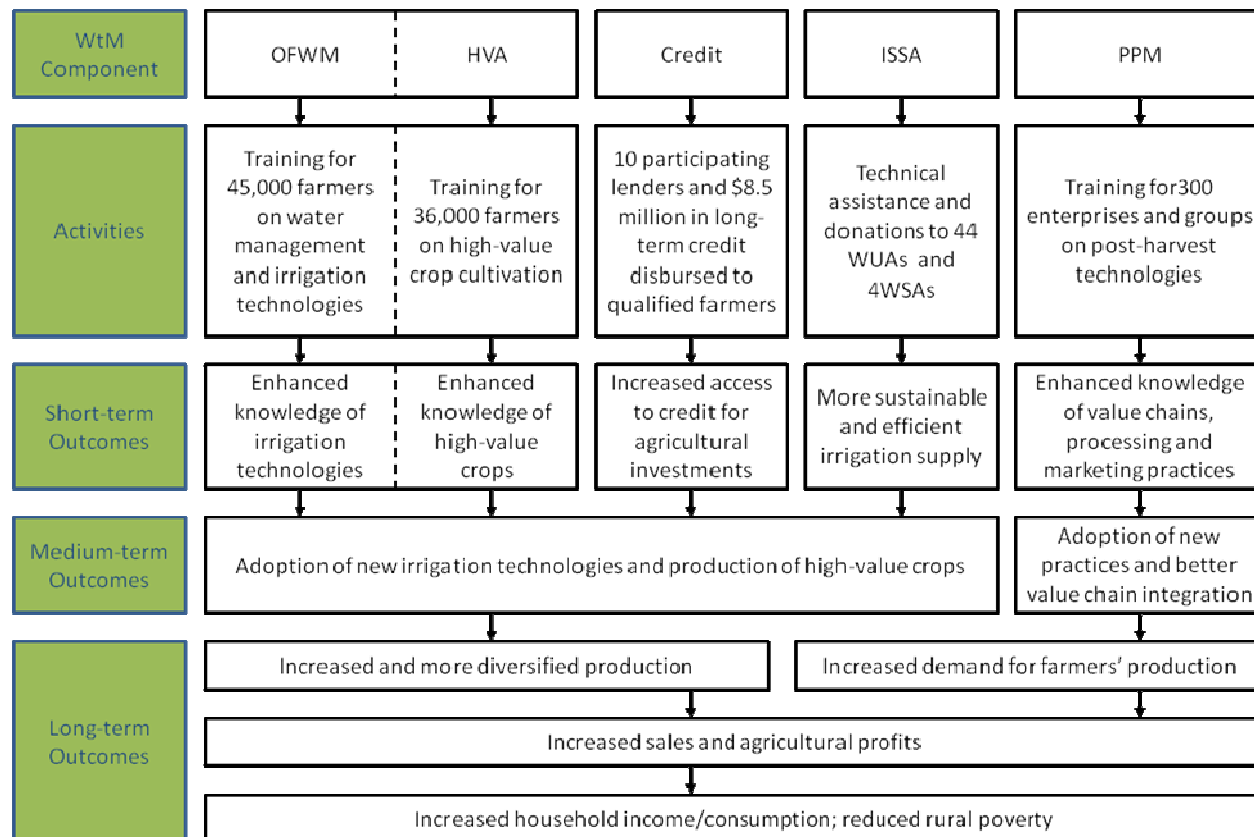 WtM
Component
OFWM
HVA
Credit
ISSA
PPM
Activities
Training for
45,000 farmers
on water
management
and irrigation
technologies
Training for
36,000 farmers
on high-value
crop cultivation
10 participating
lenders and $8.5
million in long-
term credit
disbursed to
qualified farmers
Technical
assistance and
donations to 44
WUAs and
4WSAs
Training for 300
enterprises and groups
on post-harvest
technologies
Short-term
Outcomes
Enhanced
knowledge of
irrigation
technologies
Enhanced
knowledge of
high-value
crops
Increased access
to credit for
agricultural
investments
More sustainable
and efficient
irrigation supply
Enhanced knowledge
of value chains,
processing and
marketing practices
Medium-term
Outcomes
Adoption of new irrigation technologies and production of high-value crops
Adoption of new
practices and better
value chain integration
Long-term
Outcomes
Increased and more diversified production
Increased demand for farmers’ production
Increased sales and agricultural profits
Increased household income/consumption; reduced rural poverty